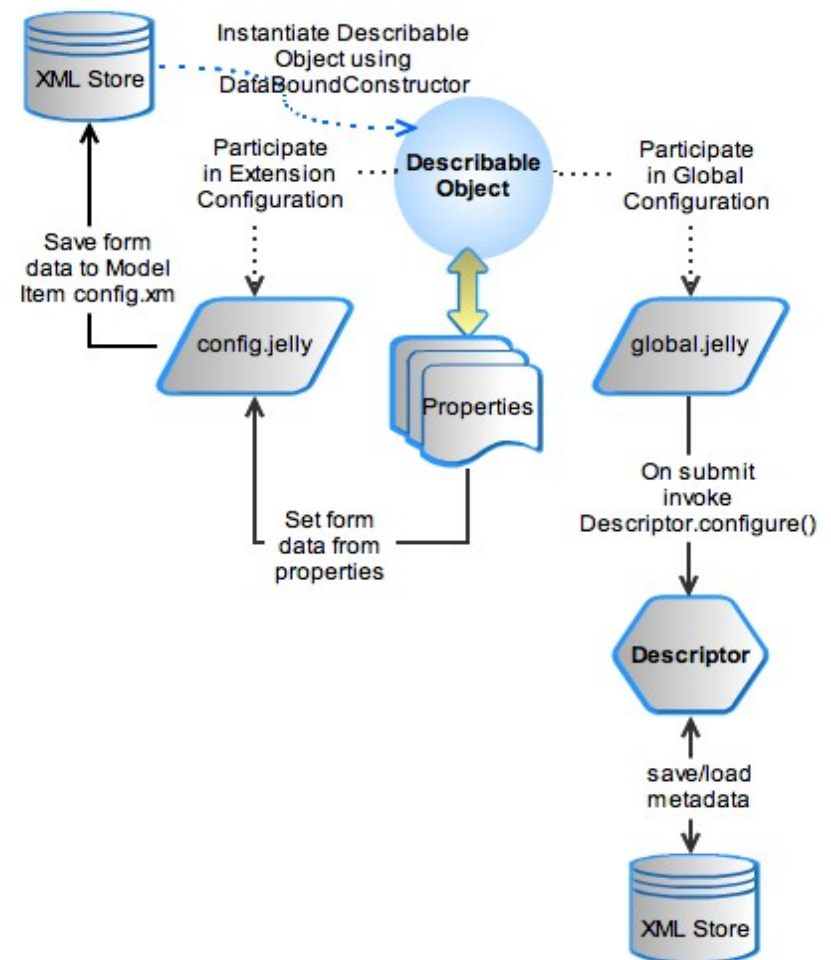 Instantiate Describable
Object using
DataBoundConstructor
XML Store
Participate
in Extension
Configuration
Describable
Object
Participate
in Global
Configuration
Save form
data to Model
Item config.xm
config.jelly
Properties
global.jelly
Set form
data from
properties
On submit
invoke
Descriptor.configure()
Descriptor
save/load
metadata
XML Store